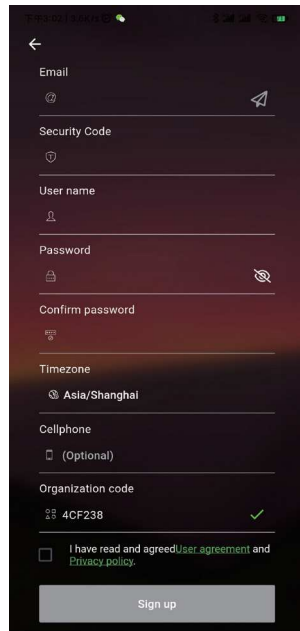 Email
Security Code
User name
Password
Confirm password
Timezone
Asia/Shanghai
Cellphone
(Optional)
Organization code
4CF238
I have read and agreedUser agreement and
Privacy policy.
Sign up